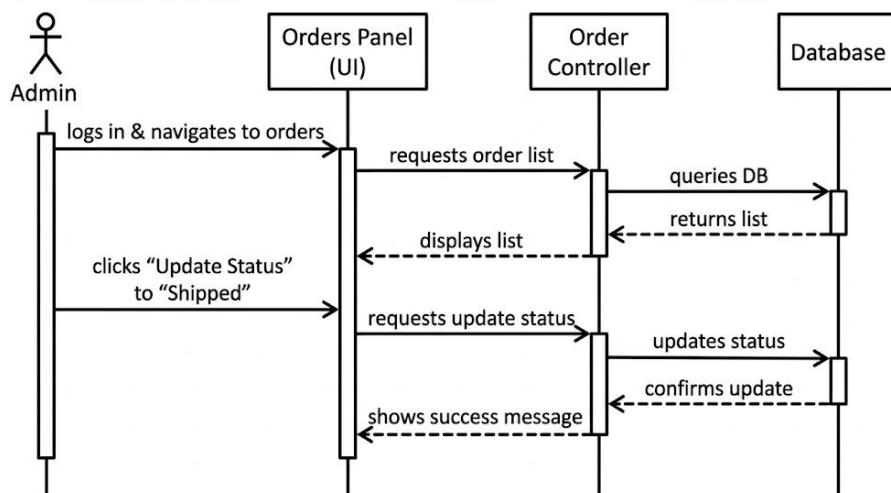 Orders Panel
(UI)
Order
Controller
Database
Admin
logs in & navigates to orders
requests order list
queries DB
returns list
displays list
clicks “Update Status”
to “Shipped”
requests update status
updates status
confirms update
shows success message